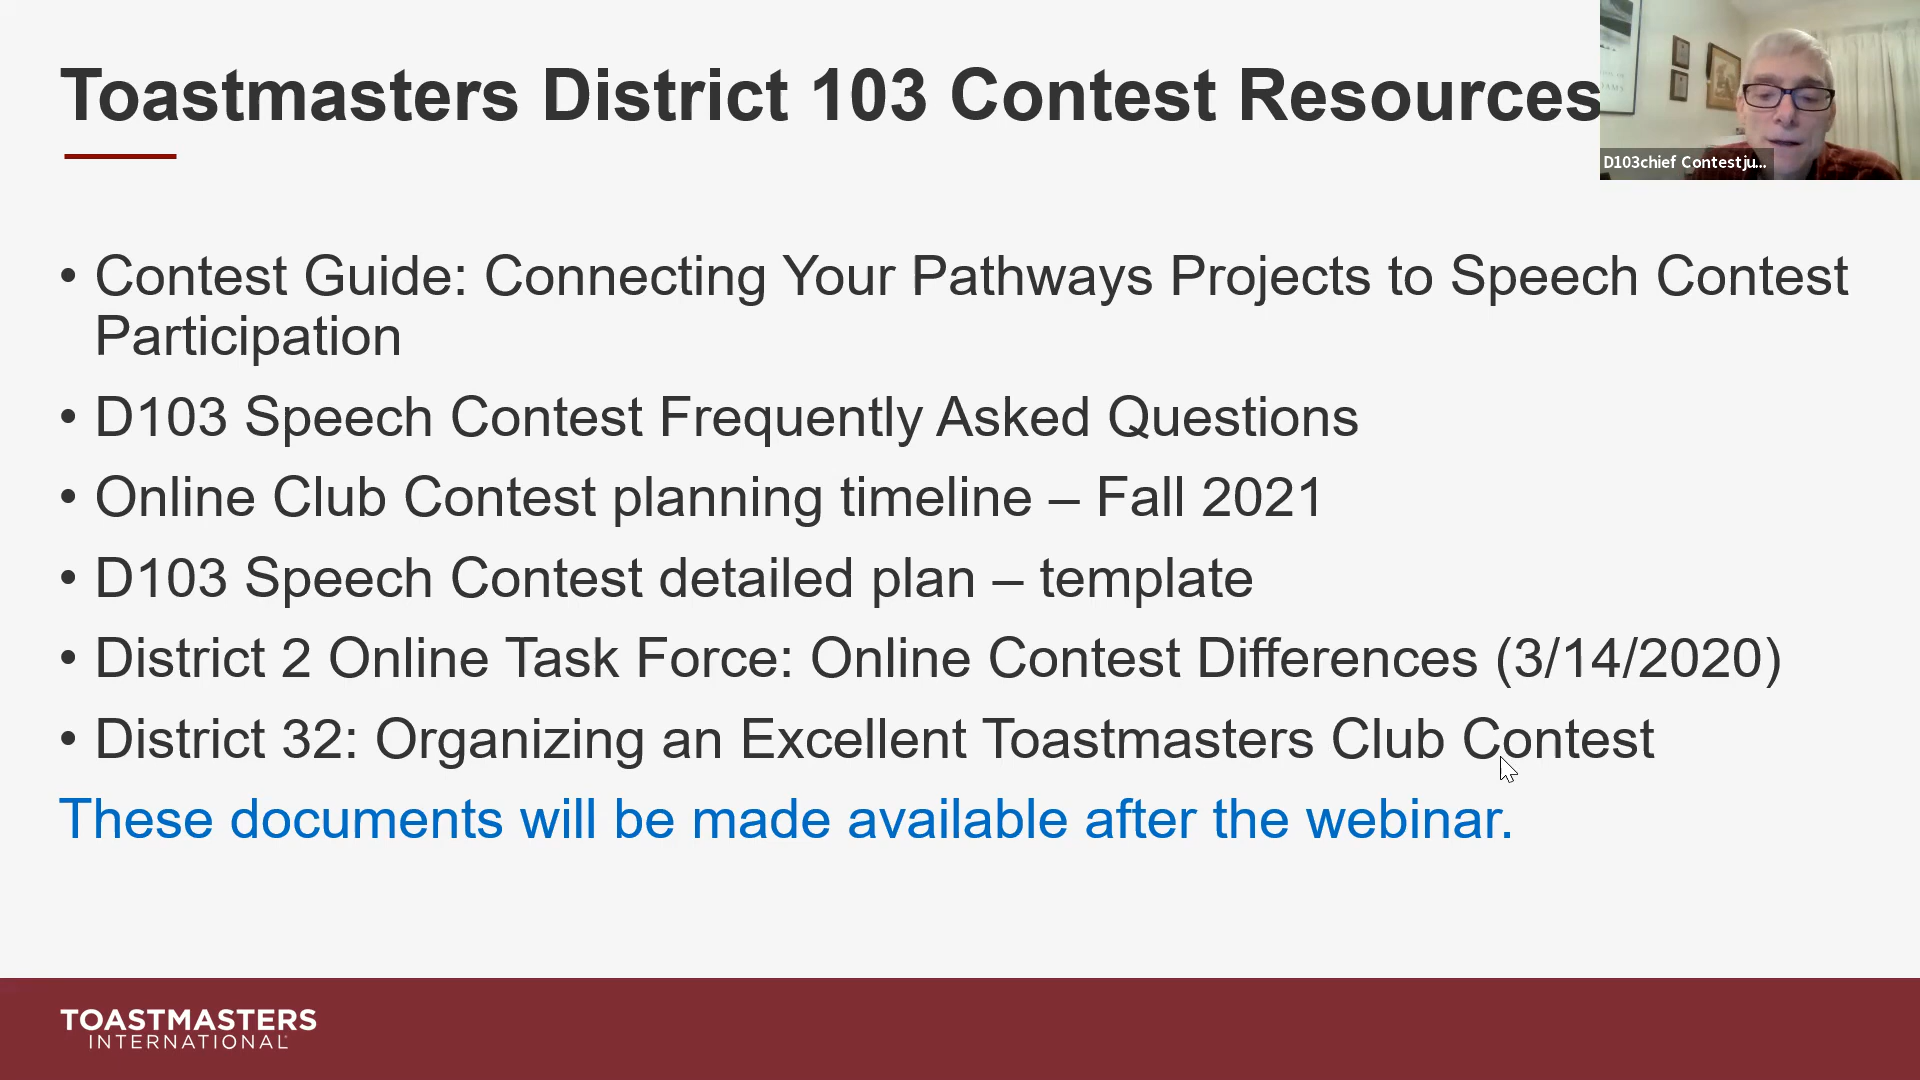 Toastmasters District 103 Contest Resources
D103chief Contestju...
• Contest Guide: Connecting Your Pathways Projects to Speech Contest
Participation
• D103 Speech Contest Frequently Asked Questions
• Online Club Contest planning timeline – Fall 2021
• D103 Speech Contest detailed plan – template
• District 2 Online Task Force: Online Contest Differences (3/14/2020)
• District 32: Organizing an Excellent Toastmasters Club Contest
These documents will be made available after the webinar.
TOASTMASTERS
INTERNATIONAL